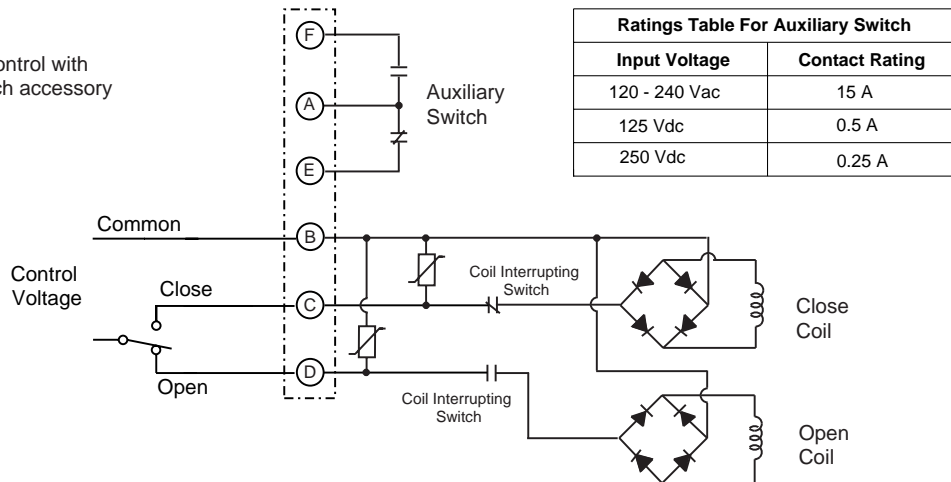 ontrol with
ch accessory
F
A
E
B
C
D
Auxiliary
Switch
Ratings Table For Auxiliary Switch
Input Voltage Contact Rating
120 - 240 Vac 15 A
125 Vdc 0.5 A
250 Vdc 0.25 A
Common
Control
Voltage
Close
Open
Coil Interrupting
Switch
Close
Coil
Coil Interrupting
Switch
Open
Coil